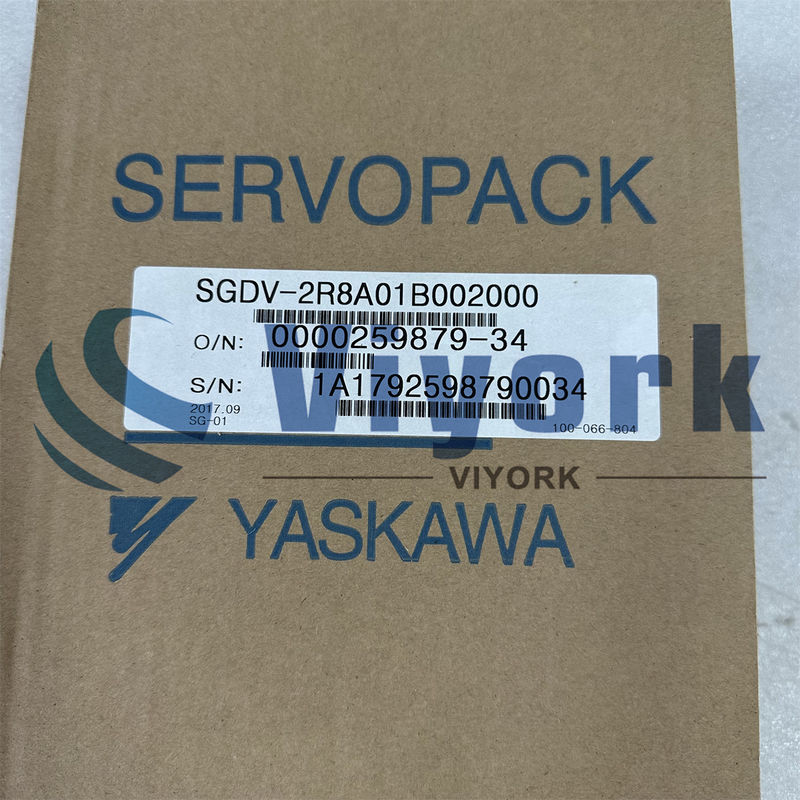 SERVOPACK
SGDV-2R8A01B002000
O/N: 0000259879-34
S/N: 1A1792598790034
2017.09
SG-01
100-066-804
Viyork
VIYORK
YASKAWA